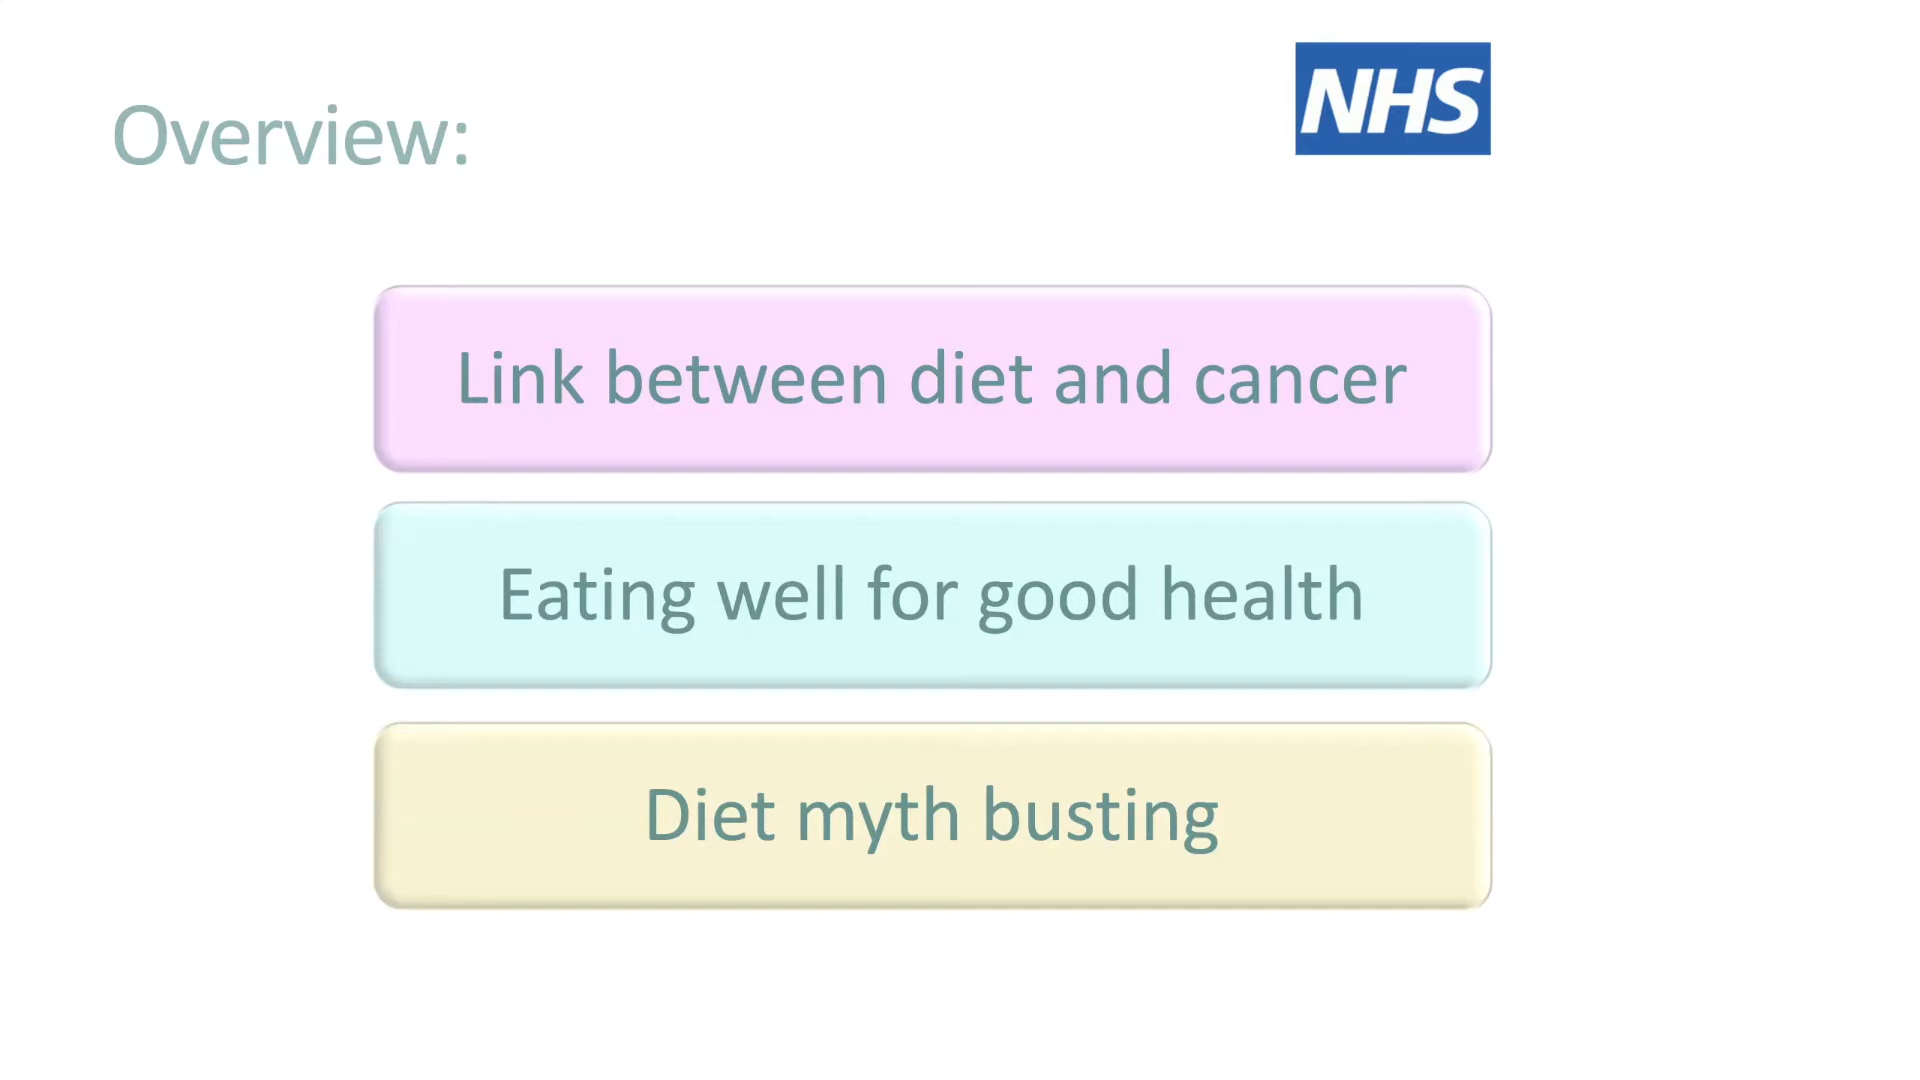 NHS
Overview:
Link between diet and cancer
Eating well for good health
Diet myth busting